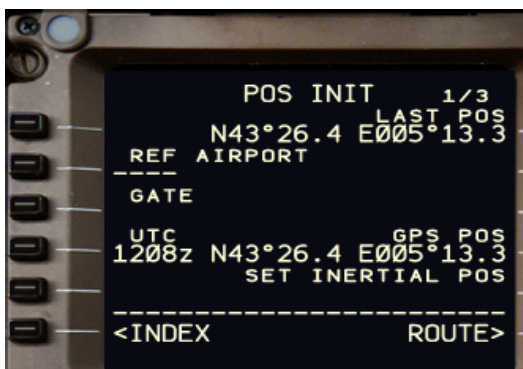 POS INIT 1/3
LAST POS
N43°26.4 E005°13.3
REF AIRPORT
----
GATE
UTC GPS POS
1208z N43°26.4 E005°13.3
SET INERTIAL POS
--------------------------
<INDEX ROUTE>